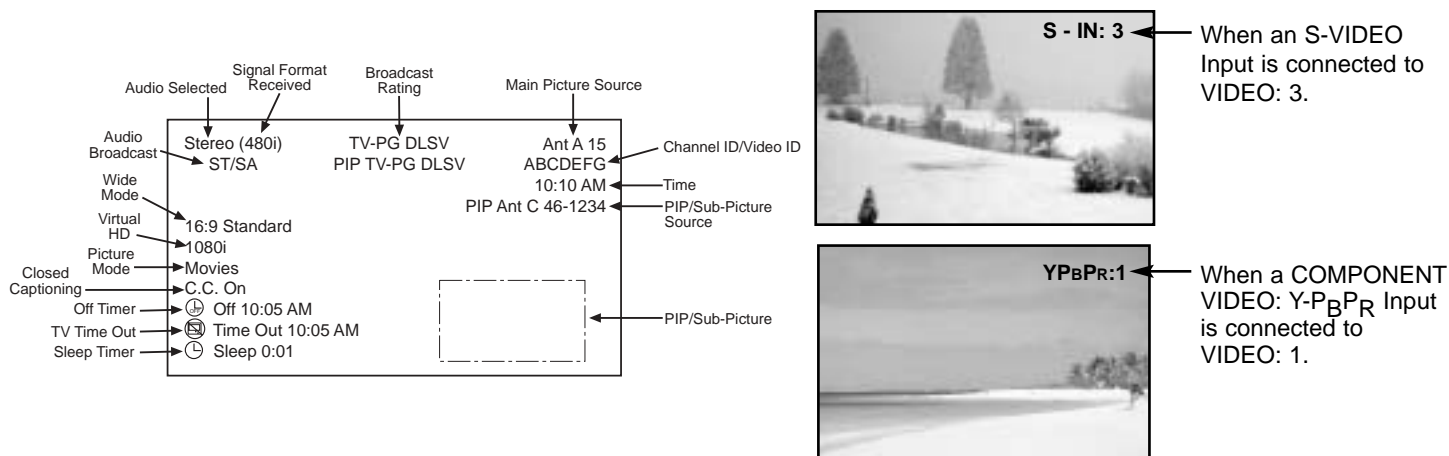 Audio Selected
Signal Format
Received
Broadcast
Rating
Main Picture Source
Audio
Broadcast
Stereo (480i)
ST/SA
TV-PG DLSV
PIP TV-PG DLSV
Ant A 15
ABCDEFG
10:10 AM
PIP Ant C 46-1234
Channel ID/Video ID
Time
PIP/Sub-Picture
Source
Wide
Mode
16:9 Standard
Virtual
HD
1080i
Picture
Mode
Movies
Closed
Captioning
C.C. On
Off Timer
OFF
Off 10:05 AM
TV Time Out
Time Out 10:05 AM
Sleep Timer
Sleep 0:01
PIP/Sub-Picture
S - IN: 3
When an S-VIDEO
Input is connected to
VIDEO: 3.
YPBPR:1
When a COMPONENT
VIDEO: Y-PBPR Input
is connected to
VIDEO: 1.